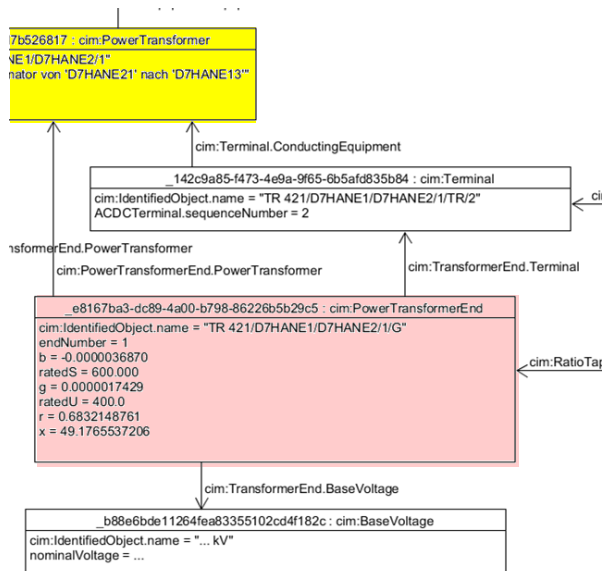 d7b526817 : cim:PowerTransformer
NE1/D7HANE2/1"
nator von 'D7HANE21' nach 'D7HANE13'"
cim:Terminal.ConductingEquipment
_142c9a85-f473-4e9a-9f65-6b5afd835b84 : cim:Terminal
cim:IdentifiedObject.name = "TR 421/D7HANE1/D7HANE2/1/TR/2"
ACDCTerminal.sequenceNumber = 2
cim
nsformerEnd.PowerTransformer
cim:PowerTransformerEnd.PowerTransformer
cim:TransformerEnd.Terminal
_e8167ba3-dc89-4a00-b798-86226b5b29c5 : cim:PowerTransformerEnd
cim:IdentifiedObject.name = "TR 421/D7HANE1/D7HANE2/1/G"
endNumber = 1
b = -0.0000036870
ratedS = 600.000
g = 0.0000017429
ratedU = 400.0
r = 0.6832148761
x = 49.1765537206
cim:RatioTap
cim:TransformerEnd.BaseVoltage
_b88e6bde11264fea83355102cd4f182c : cim:BaseVoltage
cim:IdentifiedObject.name = "... kV"
nominalVoltage = ...